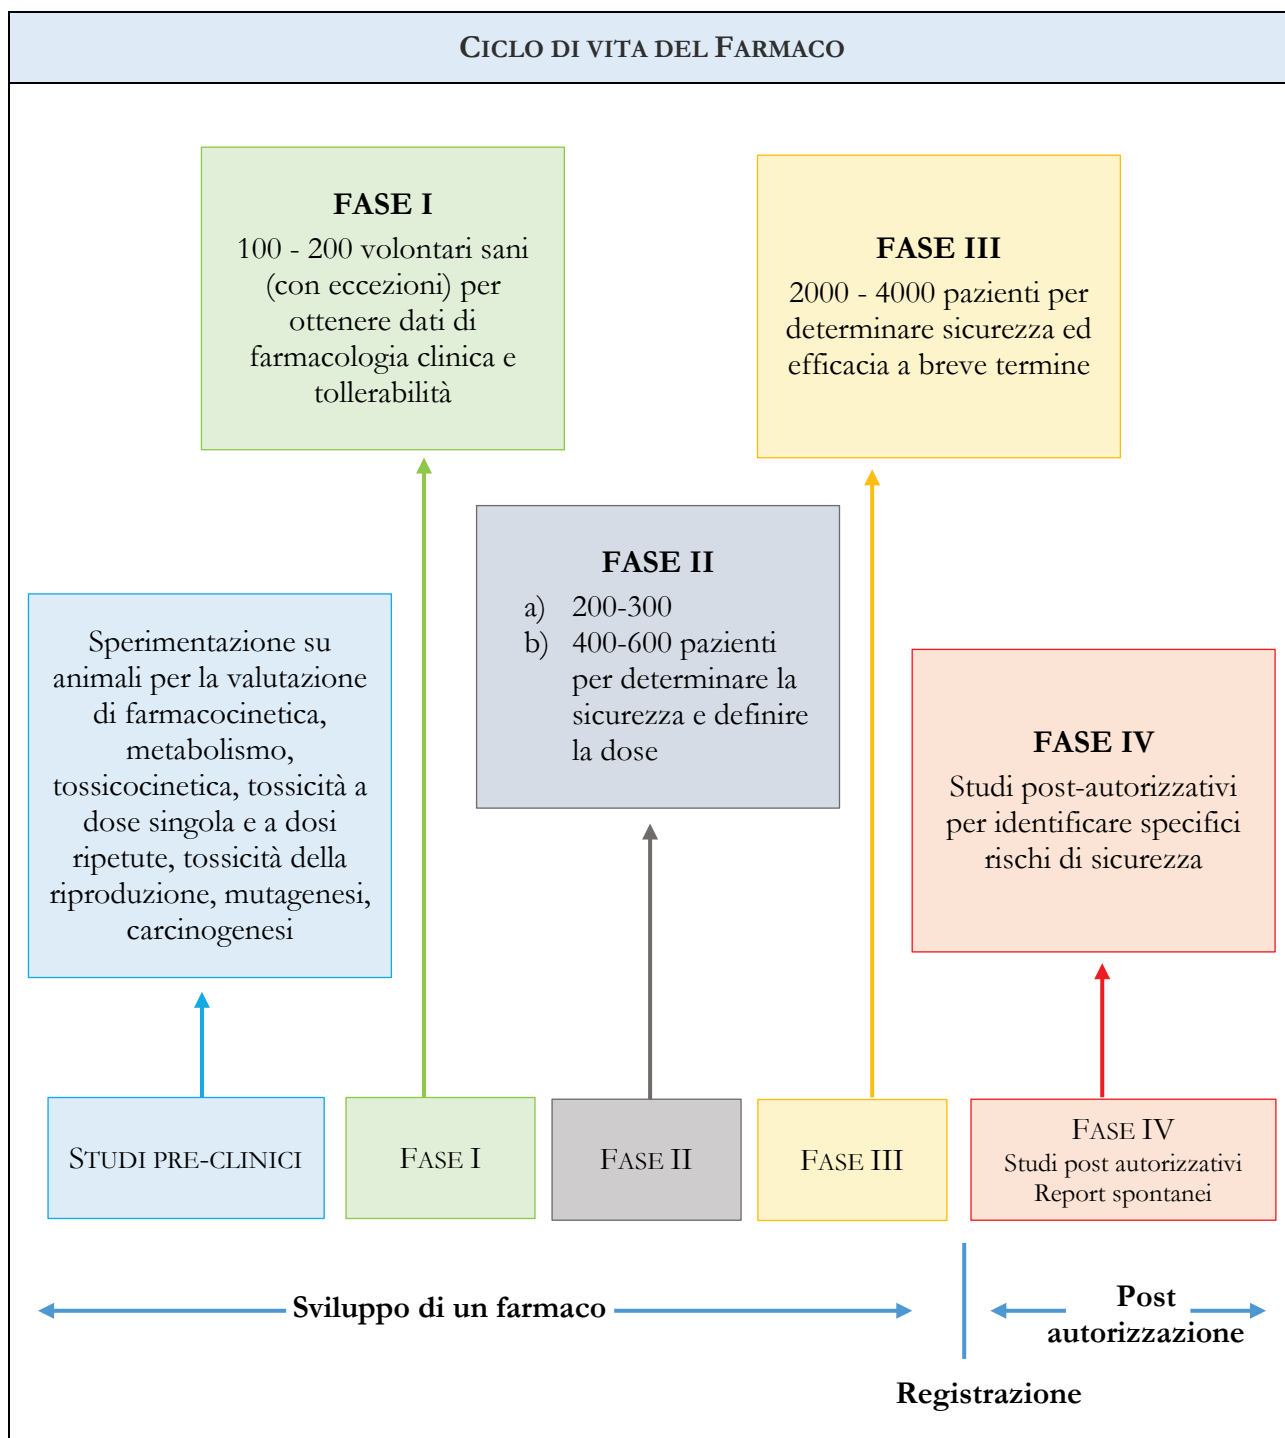 CICLO DI VITA DEL FARMACO
FASE I
100 - 200 volontari sani
(con eccezioni) per
ottenere dati di
farmacologia clinica e
tollerabilità
FASE III
2000 - 4000 pazienti per
determinare sicurezza ed
efficacia a breve termine
FASE II
a) 200-300
b) 400-600 pazienti
per determinare la
sicurezza e definire
la dose
Sperimentazione su
animali per la valutazione
di farmacocinetica,
metabolismo,
tossicocinetica, tossicità a
dose singola e a dosi
ripetute, tossicità della
riproduzione, mutagenesi,
carcinogenesi
FASE IV
Studi post-autorizzativi
per identificare specifici
rischi di sicurezza
STUDI PRE-CLINICI
FASE I
FASE II
FASE III
FASE IV
Studi post autorizzativi
Report spontanei
Sviluppo di un farmaco
Post
autorizzazione
Registrazione